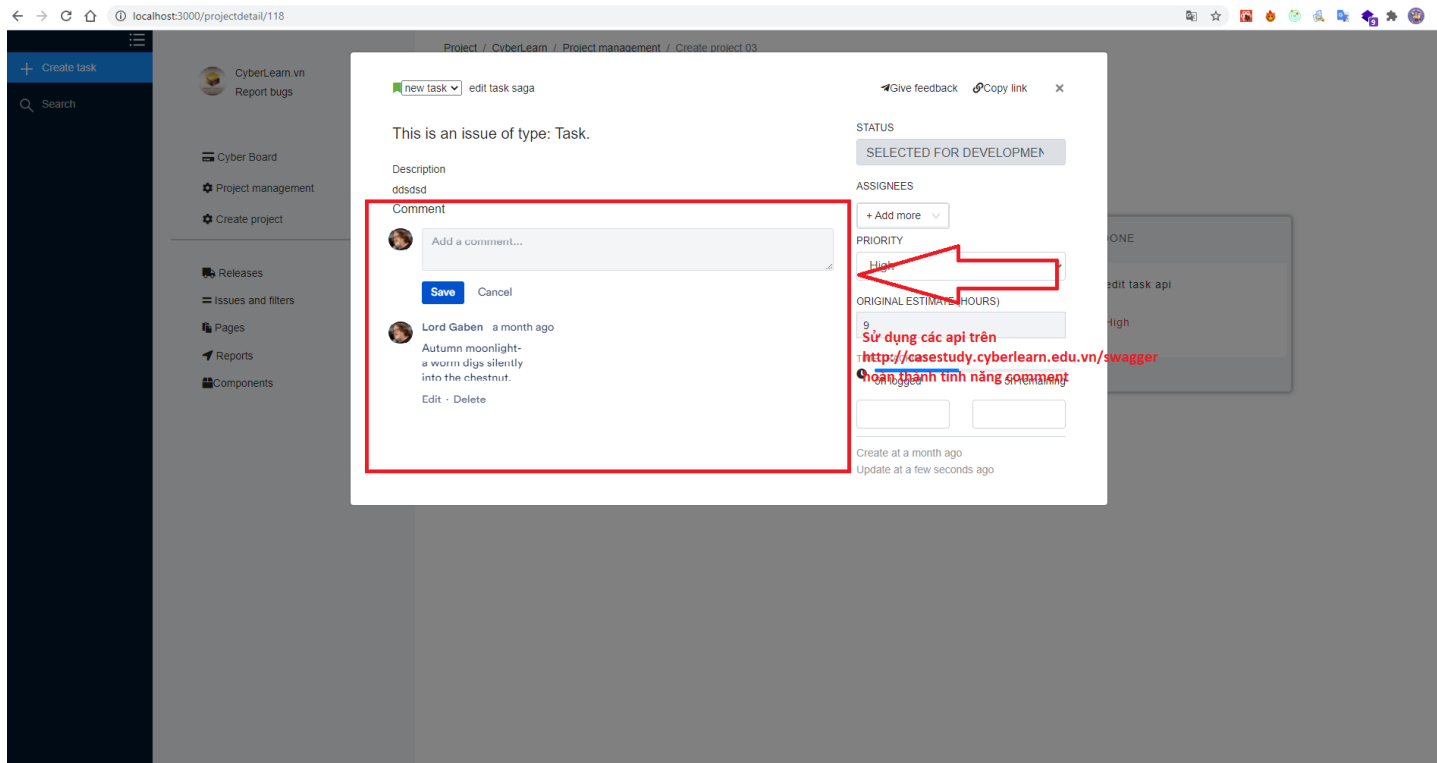 localhost:3000/projectdetail/118
9
Create task
Search
CyberLearn.vn
Report bugs
Cyber Board
Project management
Create project
Releases
Issues and filters
Pages
Reports
Components
Project / CyberLearn / Project management / Create project 03
new task edit task saga
Give feedback Copy link ×
This is an issue of type: Task.
Description
ddsdsd
Comment
Add a comment...
Save Cancel
Lord Gaben a month ago
Autumn moonlight-
a worm digs silently
into the chestnut.
Edit · Delete
STATUS
SELECTED FOR DEVELOPMEN
ASSIGNEES
+ Add more
PRIORITY
High
ORIGINAL ESTIMATE (HOURS)
9
Sử dụng các api trên
http://casestudy.cyberlearn.edu.vn/swagger
hoàn thành tính năng comment
logged remaining
Create at a month ago
Update at a few seconds ago
DONE
edit task api
High